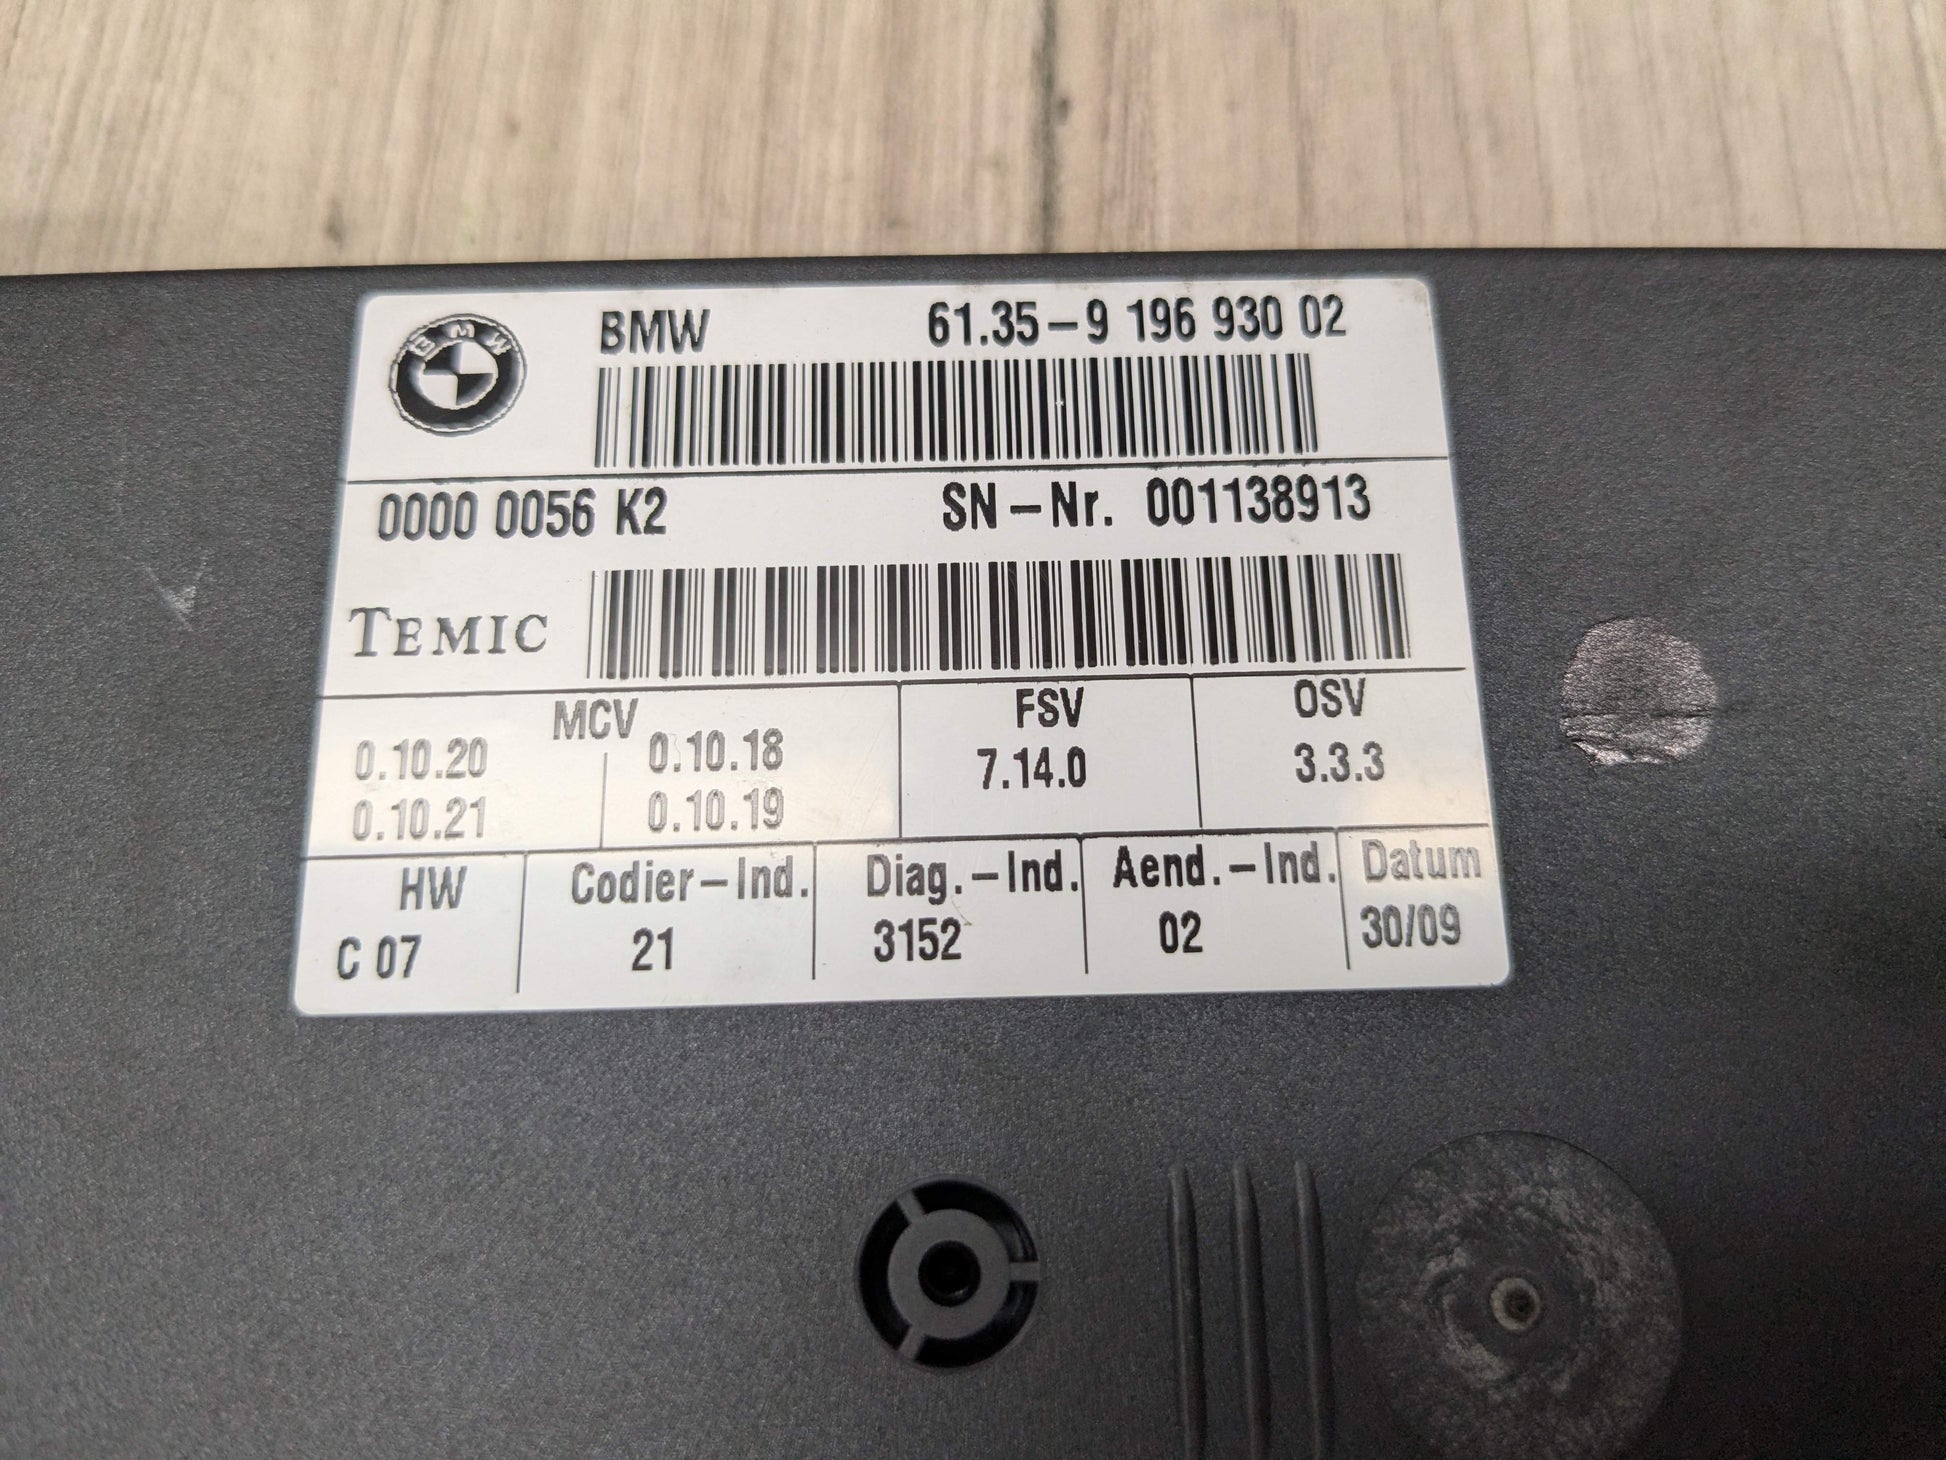 BMW
BMW 61.35-9 196 930 02
0000 0056 K2 SN-Nr. 001138913
TEMIC
MCV FSV OSV
0.10.20 0.10.18 7.14.0 3.3.3
0.10.21 0.10.19
HW Codier-Ind. Diag.-Ind. Aend.-Ind. Datum
C 07 21 3152 02 30/09